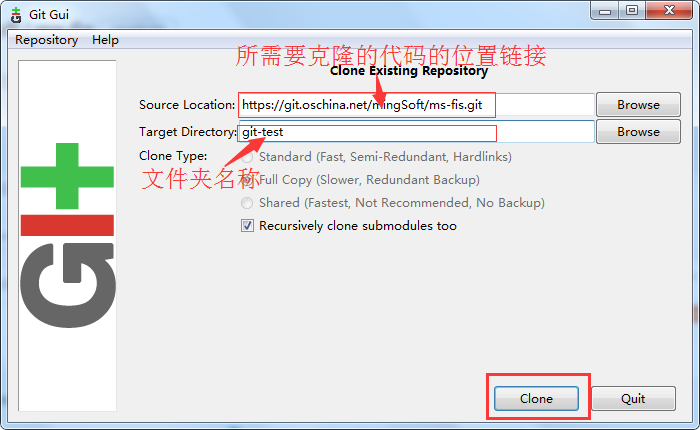 Git Gui
Repository Help
所需要克隆的代码的位置链接
Clone Existing Repository
Source Location: https://git.oschina.net/mingSoft/ms-fis.git Browse
Target Directory: git-test Browse
Clone Type: Standard (Fast, Semi-Redundant, Hardlinks)
文件夹名称
Full Copy (Slower, Redundant Backup)
Shared (Fastest, Not Recommended, No Backup)
Recursively clone submodules too
GIt
Clone Quit